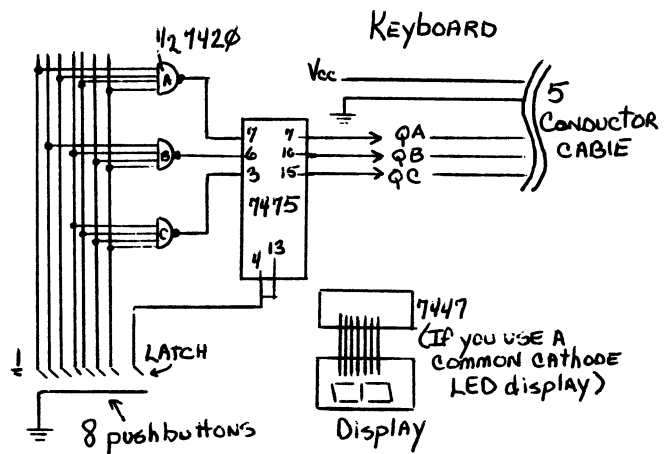 1/2 7420
KEYBOARD
Vcc
5
CONDUCTOR
CABLE
A
B
C
7 7 QA
6 16 QB
3 15 QC
7475
4 13
1
LATCH
8 pushbuttons
7447
(If you use a
common cathode
LED display)
Display